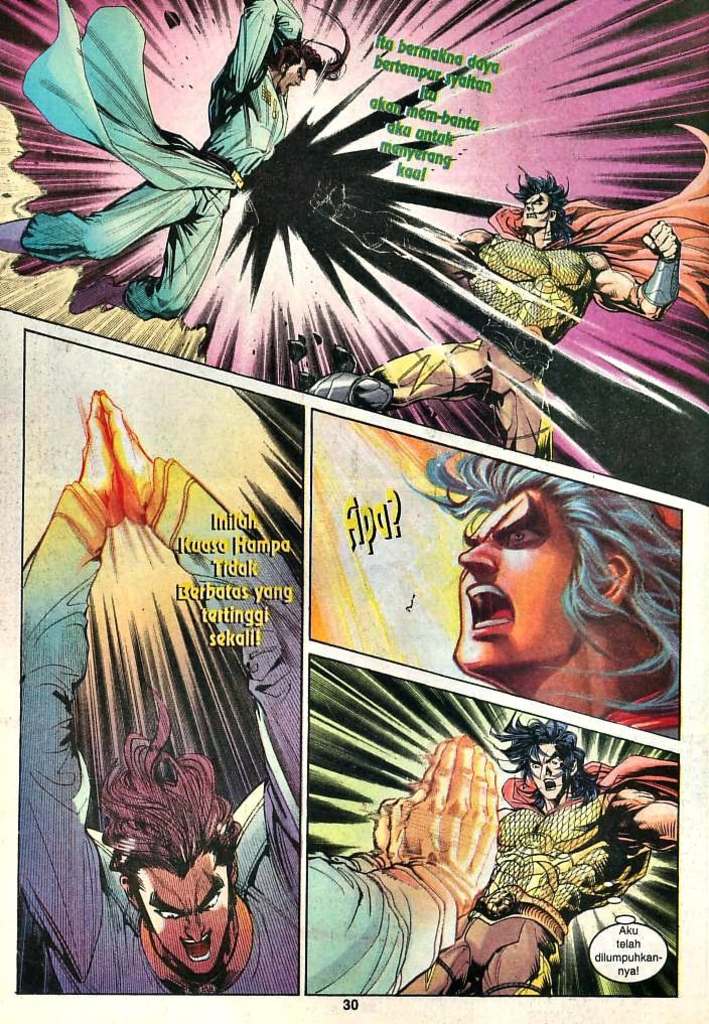 Ita bermakna daya
bertempur syaitan
ini
akan mem-bantu
aku untuk
menyerang
kau!
Inilah
Kuasa Hampa
Tidak
Berbatas yang
tertinggi
sekali!
Apa?
Aku
telah
dilumpuhkan-
nya!
30